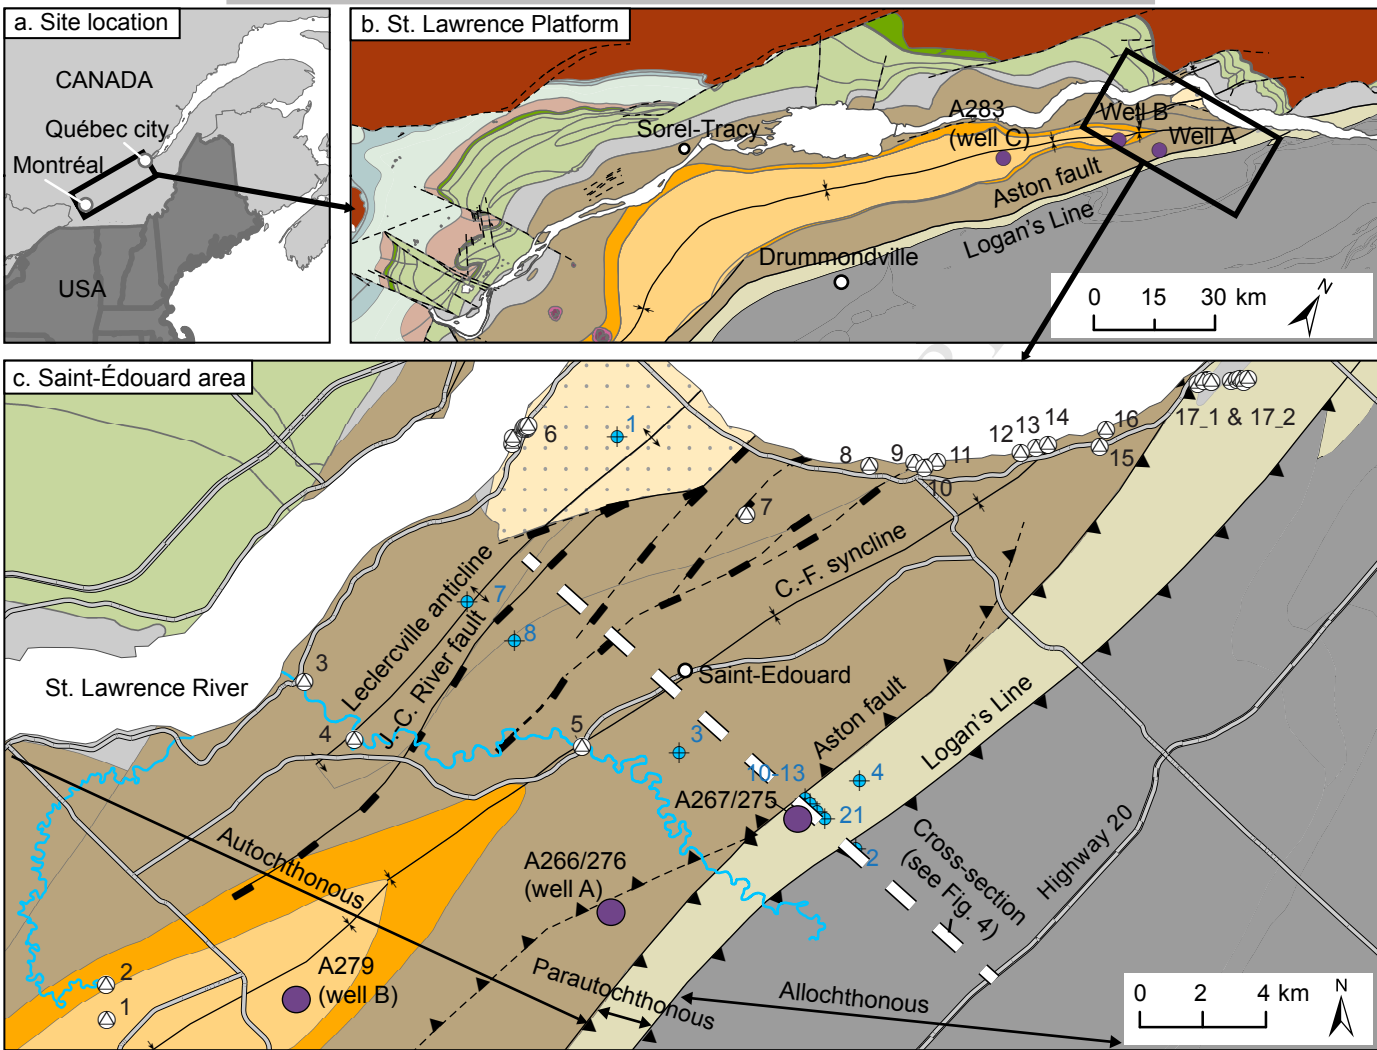 a. Site location
CANADA
Québec city
Montréal
USA
b. St. Lawrence Platform
Sorel-Tracy
A283
(well C)
Well B
Well A
Aston fault
Logan's Line
Drummondville
0 15 30 km
N
c. Saint-Édouard area
6
1
8
9
10
11
12
13
14
15
16
17_1 & 17_2
7
C.-F. syncline
Leclercville anticline
J.-C. River fault
7
8
3
St. Lawrence River
4
5
Saint-Edouard
3
Aston fault
Logan's Line
10-13
4
A267/275
21
2
Cross-section
(see Fig. 4)
Highway 20
Autochthonous
A266/276
(well A)
2
1
A279
(well B)
Parautochthonous
Allochthonous
0 2 4 km
N